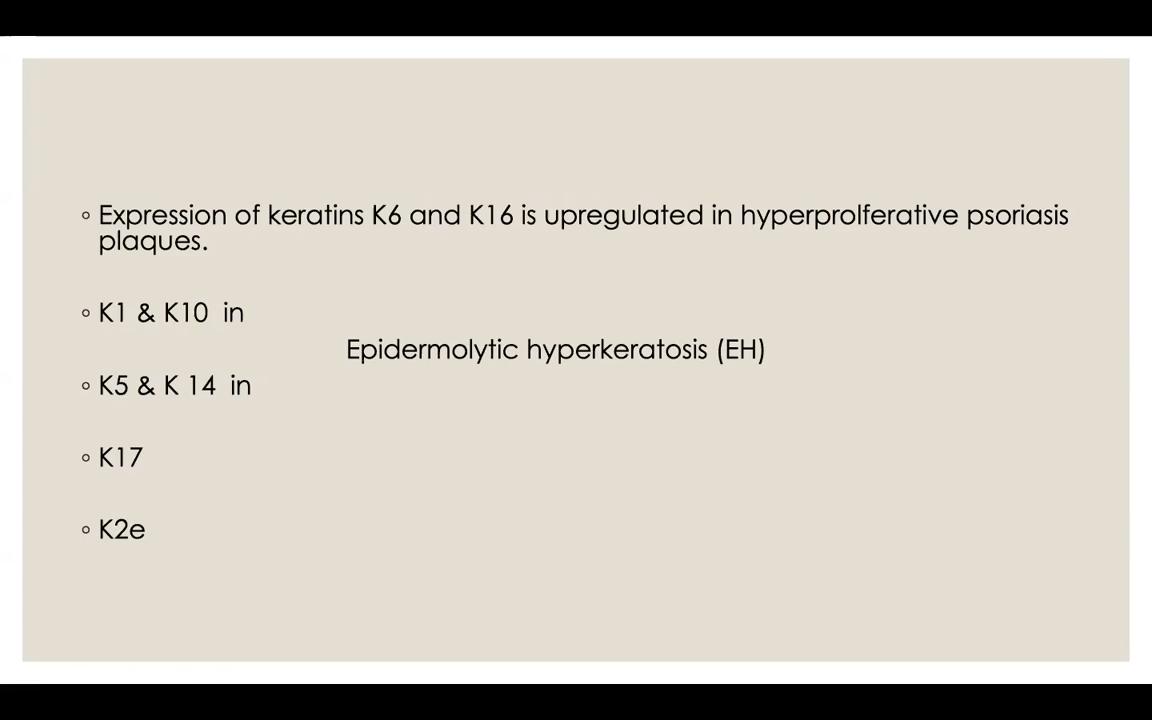 ◦ Expression of keratins K6 and K16 is upregulated in hyperprolferative psoriasis
plaques.
◦ K1 & K10 in
Epidermolytic hyperkeratosis (EH)
◦ K5 & K 14 in
◦ K17
◦ K2e